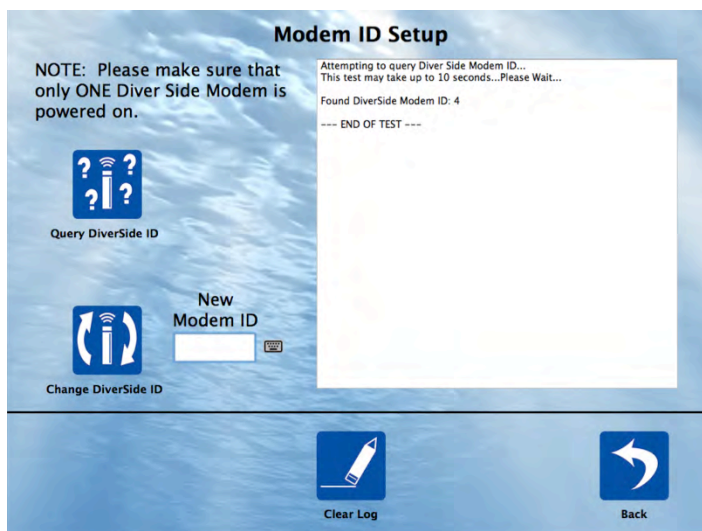 Modem ID Setup
NOTE: Please make sure that
only ONE Diver Side Modem is
powered on.
? ?
? ?
Query DiverSide ID
New
Modem ID
Change DiverSide ID
Attempting to query Diver Side Modem ID...
This test may take up to 10 seconds...Please Wait...
Found DiverSide Modem ID: 4
--- END OF TEST ---
Clear Log
Back